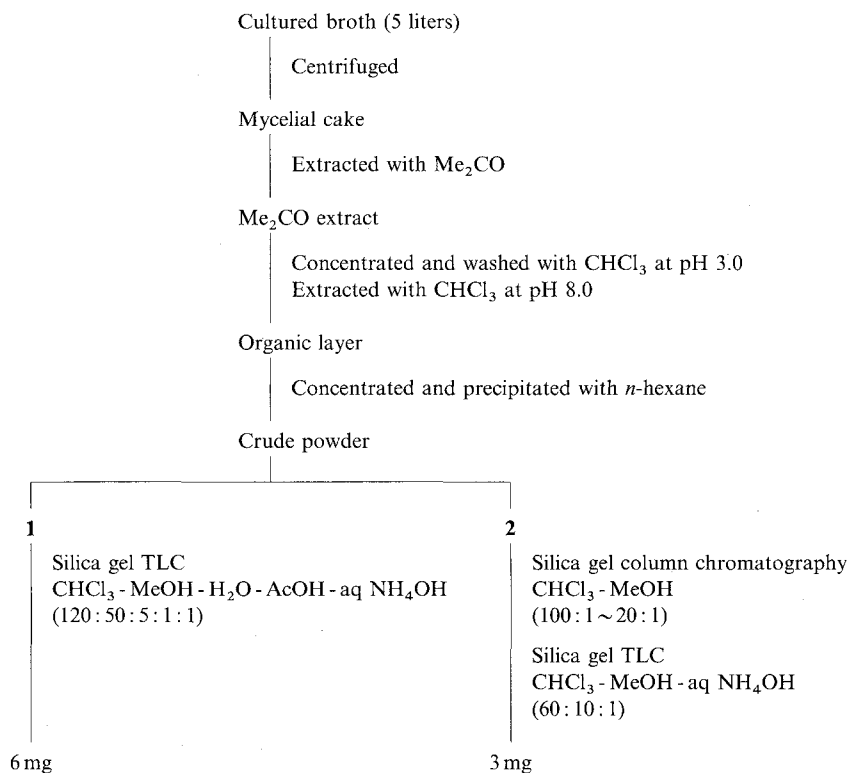 Cultured broth (5 liters)
Centrifuged
Mycelial cake
Extracted with Me₂CO
Me₂CO extract
Concentrated and washed with CHCl₃ at pH 3.0
Extracted with CHCl₃ at pH 8.0
Organic layer
Concentrated and precipitated with n-hexane
Crude powder
1
Silica gel TLC
CHCl₃ - MeOH - H₂O - AcOH - aq NH₄OH
(120 : 50 : 5 : 1 : 1)
6 mg
2
Silica gel column chromatography
CHCl₃ - MeOH
(100 : 1 ~ 20 : 1)
Silica gel TLC
CHCl₃ - MeOH - aq NH₄OH
(60 : 10 : 1)
3 mg